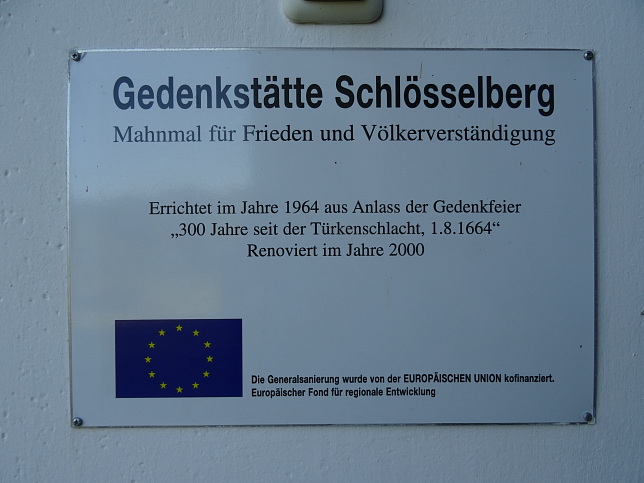 Gedenkstätte Schlösselberg
Mahnmal für Frieden und Völkerverständigung
Errichtet im Jahre 1964 aus Anlass der Gedenkfeier
„300 Jahre seit der Türkenschlacht, 1.8.1664“
Renoviert im Jahre 2000
Die Generalsanierung wurde von der EUROPÄISCHEN UNION kofinanziert.
Europäischer Fond für regionale Entwicklung